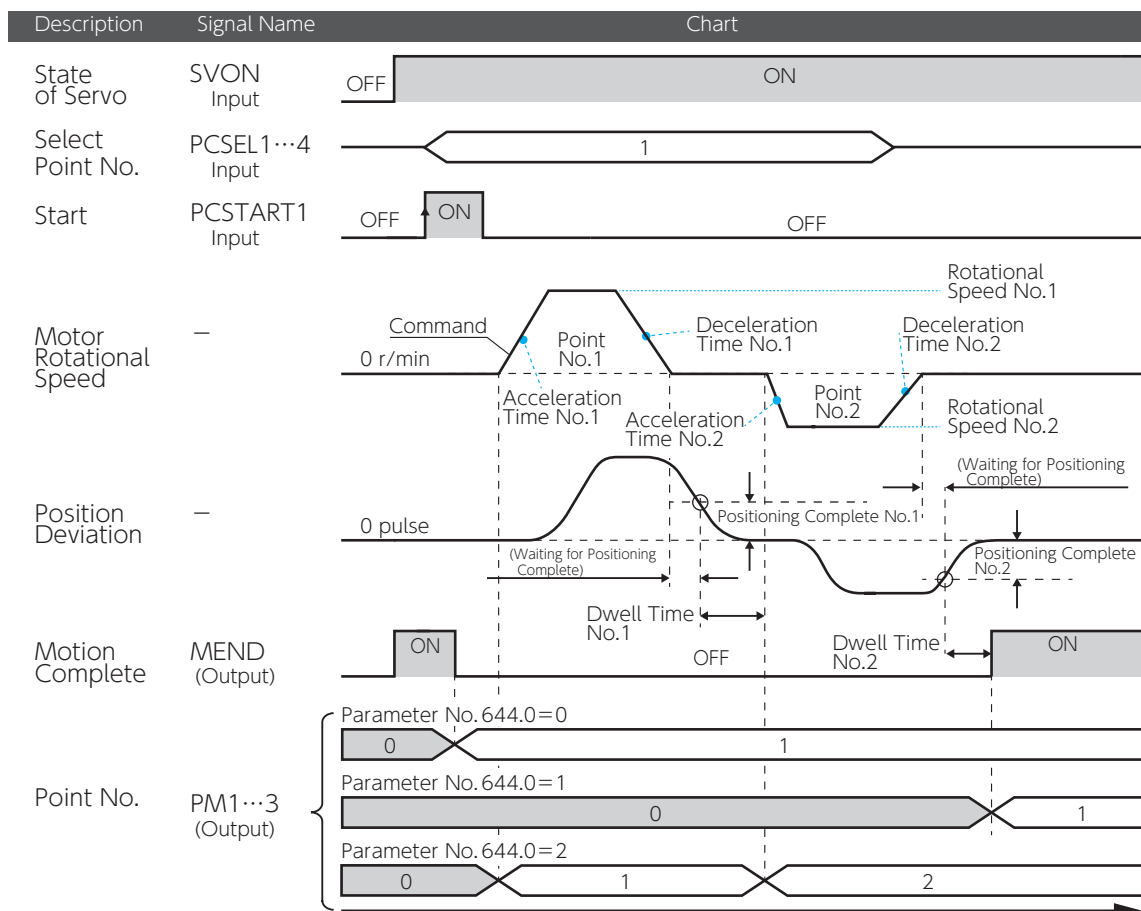 Description Signal Name Chart
State
of Servo
SVON
Input
OFF
ON
Select
Point No.
PCSEL1…4
Input
1
Start
PCSTART1
Input
OFF
ON
OFF
Motor
Rotational
Speed
—
0 r/min
Command
Point
No.1
Acceleration
Time No.1
Deceleration
Time No.1
Rotational
Speed No.1
Acceleration
Time No.2
Point
No.2
Deceleration
Time No.2
Rotational
Speed No.2
Position
Deviation
—
0 pulse
(Waiting for Positioning
Complete)
Positioning Complete No.1
(Waiting for Positioning
Complete)
Positioning Complete
No.2
Dwell Time
No.1
Dwell Time
No.2
Motion
Complete
MEND
(Output)
ON
OFF
ON
Point No.
PM1…3
(Output)
Parameter No.644.0=0
0
1
Parameter No.644.0=1
0
1
Parameter No.644.0=2
0
1
2